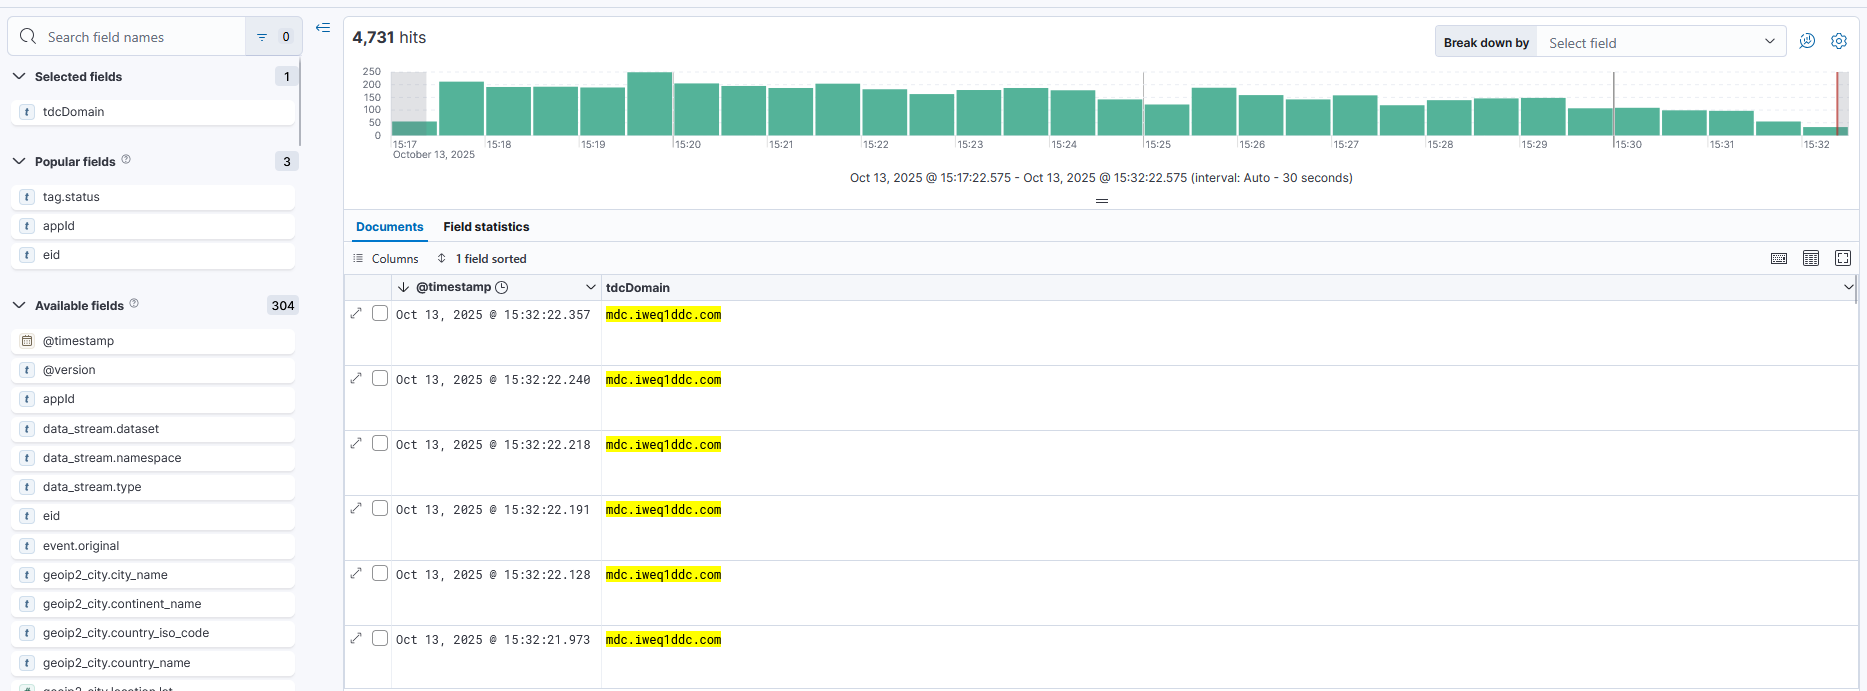 Search field names
0
Selected fields
1
t tdcDomain
Popular fields
3
t tag.status
t appId
t eid
Available fields
304
@timestamp
t @version
t appId
t data_stream.dataset
t data_stream.namespace
t data_stream.type
t eid
t event.original
t geoip2_city.city_name
t geoip2_city.continent_name
t geoip2_city.country_iso_code
t geoip2_city.country_name
4,731 hits
Break down by
Select field
250
200
150
100
50
0
15:17 15:18 15:19 15:20 15:21 15:22 15:23 15:24 15:25 15:26 15:27 15:28 15:29 15:30 15:31 15:32
October 13, 2025
Oct 13, 2025 @ 15:17:22.575 - Oct 13, 2025 @ 15:32:22.575 (interval: Auto - 30 seconds)
Documents Field statistics
Columns 1 field sorted
@timestamp tdcDomain
Oct 13, 2025 @ 15:32:22.357 mdc.iweq1ddc.com
Oct 13, 2025 @ 15:32:22.240 mdc.iweq1ddc.com
Oct 13, 2025 @ 15:32:22.218 mdc.iweq1ddc.com
Oct 13, 2025 @ 15:32:22.191 mdc.iweq1ddc.com
Oct 13, 2025 @ 15:32:22.128 mdc.iweq1ddc.com
Oct 13, 2025 @ 15:32:21.973 mdc.iweq1ddc.com